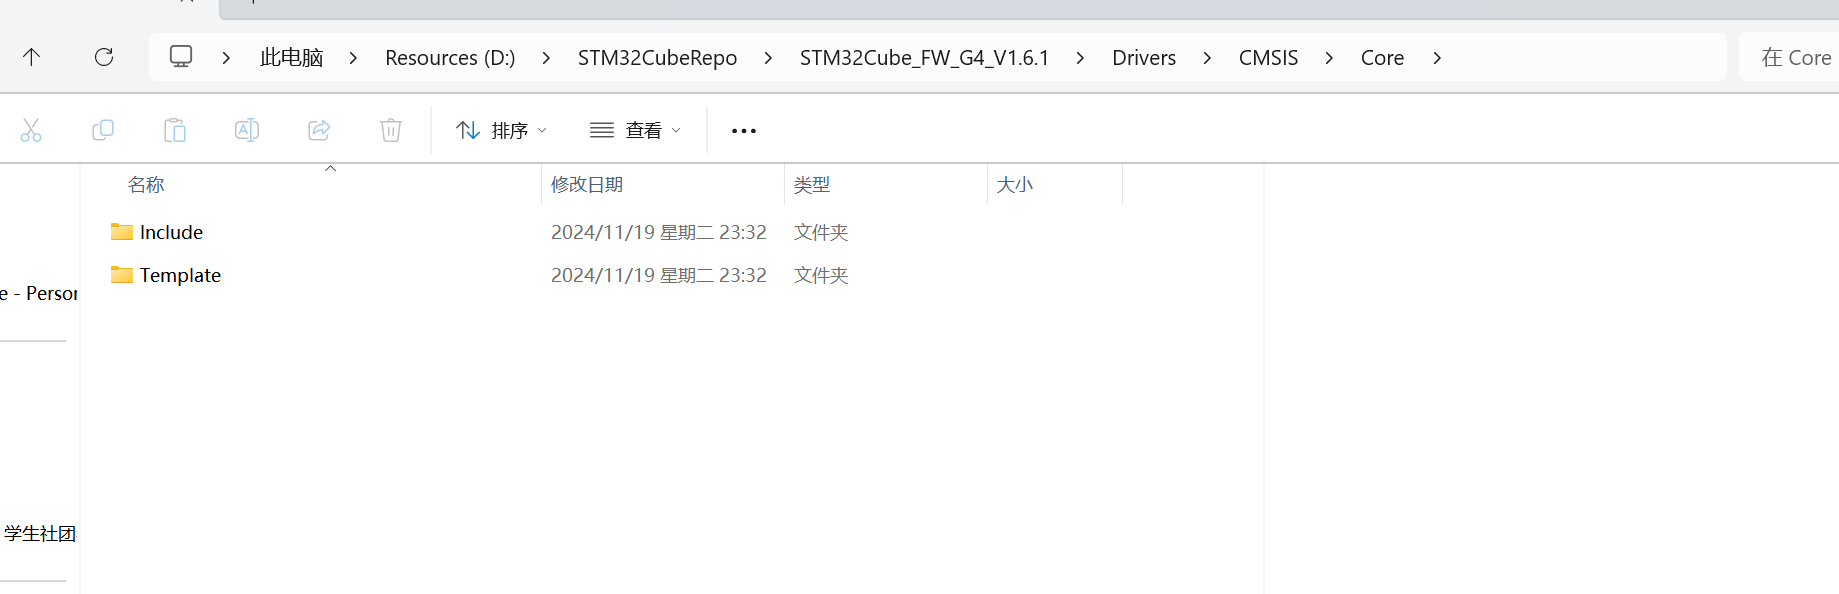 此电脑 Resources (D:) STM32CubeRepo STM32Cube_FW_G4_V1.6.1 Drivers CMSIS Core 在 Core
排序 查看
名称 修改日期 类型 大小
Include 2024/11/19 星期二 23:32 文件夹
Template 2024/11/19 星期二 23:32 文件夹
e - Person
学生社团